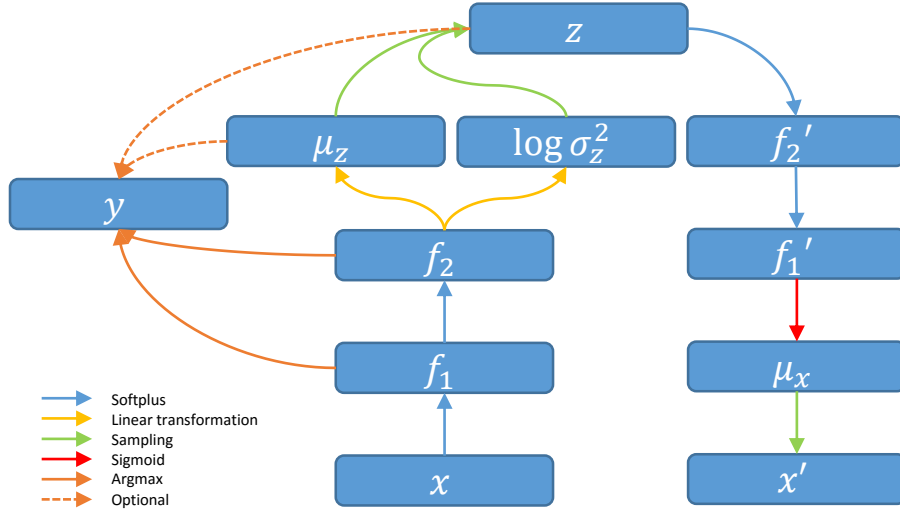 z
μ_z
log σ_z^2
f_2′
y
f_2
f_1′
f_1
μ_x
x
x′
Softplus
Linear transformation
Sampling
Sigmoid
Argmax
Optional